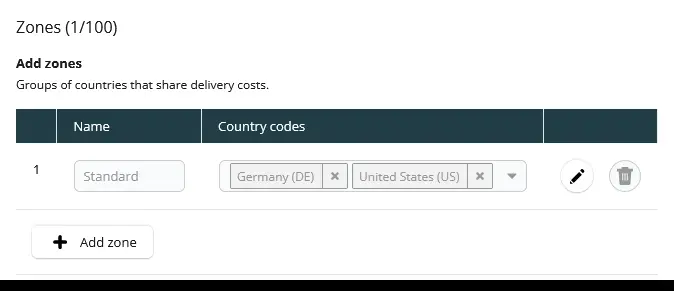 Zones (1/100)
Add zones
Groups of countries that share delivery costs.
Name Country codes
1 Standard Germany (DE) × United States (US) ×
+ Add zone